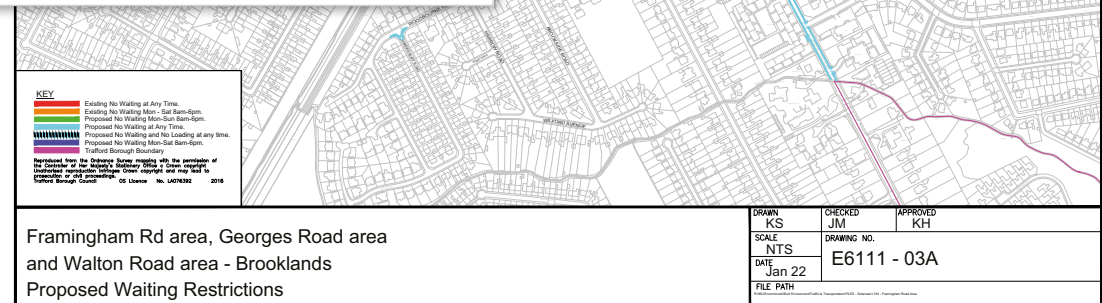 WILFORD AVENUE
KEY
Existing No Waiting at Any Time.
Existing No Waiting Mon - Sat 8am-6pm.
Proposed No Waiting Mon-Sun 8am-6pm.
Proposed No Waiting at Any Time.
Proposed No Waiting and No Loading at any time.
Proposed No Waiting Mon-Sat 8am-6pm.
Trafford Borough Boundary
Reproduced from the Ordnance Survey mapping with the permission of
the Controller of Her Majesty's Stationery Office © Crown copyright
Unauthorised reproduction infringes Crown copyright and may lead to
prosecution or civil proceedings.
Trafford Borough Council OS Licence No. LA076392 2018
Framingham Rd area, Georges Road area
and Walton Road area - Brooklands
Proposed Waiting Restrictions
DRAWN CHECKED APPROVED
KS JM KH
SCALE DRAWING NO.
NTS
E6111 - 03A
DATE
Jan 22
FILE PATH